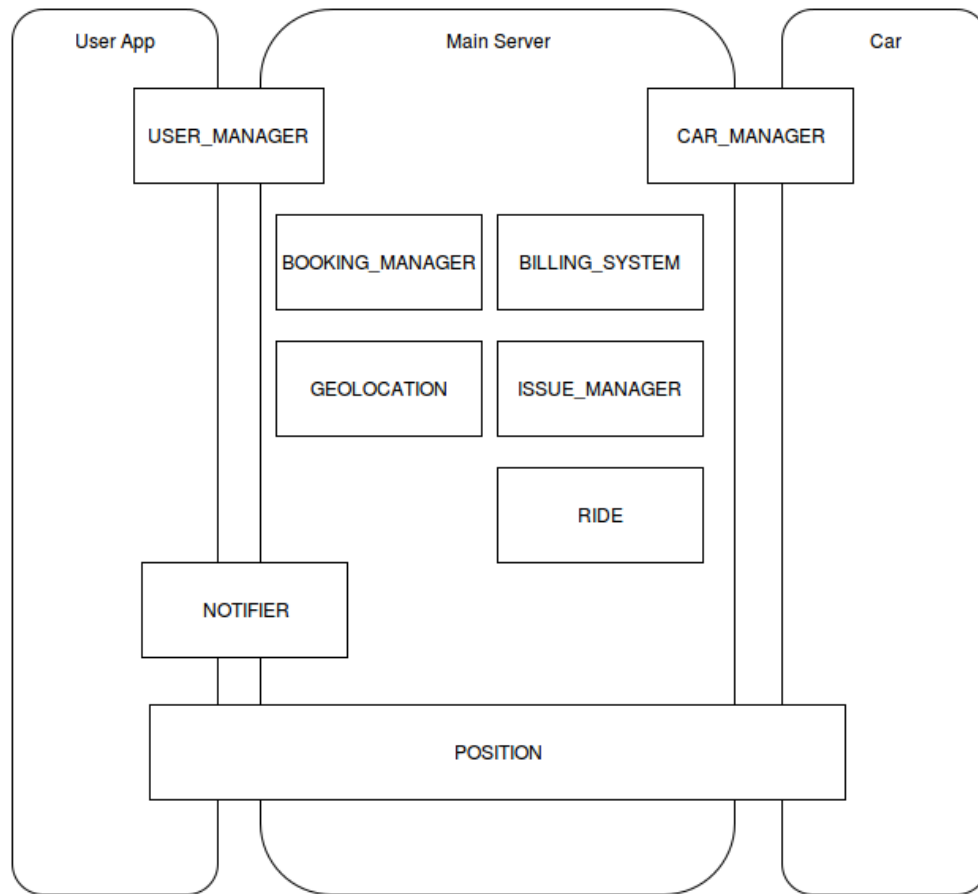 User App
Main Server
Car
USER_MANAGER
CAR_MANAGER
BOOKING_MANAGER
BILLING_SYSTEM
GEOLOCATION
ISSUE_MANAGER
RIDE
NOTIFIER
POSITION